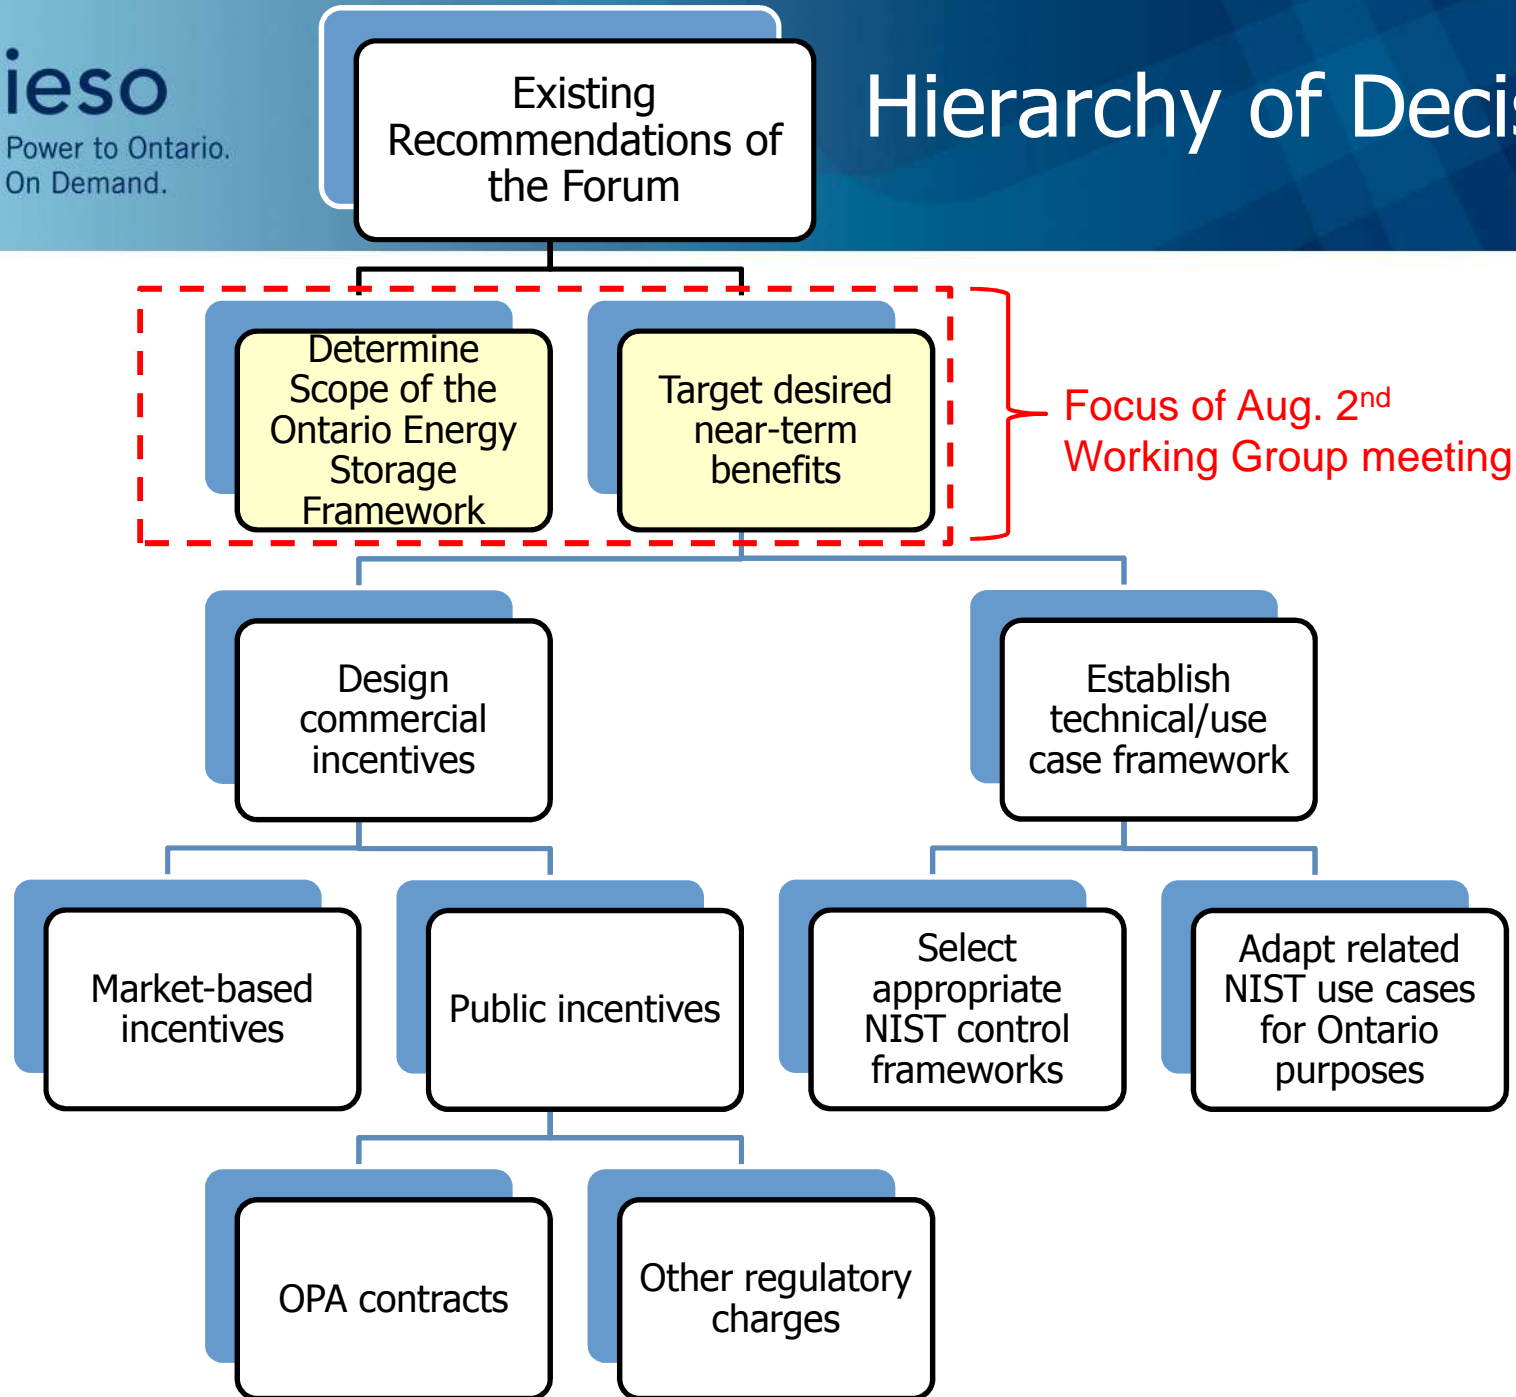 ieso
Power to Ontario.
On Demand.
Existing
Recommendations of
the Forum
Hierarchy of Decis
Determine
Scope of the
Ontario Energy
Storage
Framework
Target desired
near-term
benefits
Focus of Aug. 2nd
Working Group meeting
Design
commercial
incentives
Establish
technical/use
case framework
Market-based
incentives
Public incentives
Select
appropriate
NIST control
frameworks
Adapt related
NIST use cases
for Ontario
purposes
OPA contracts
Other regulatory
charges